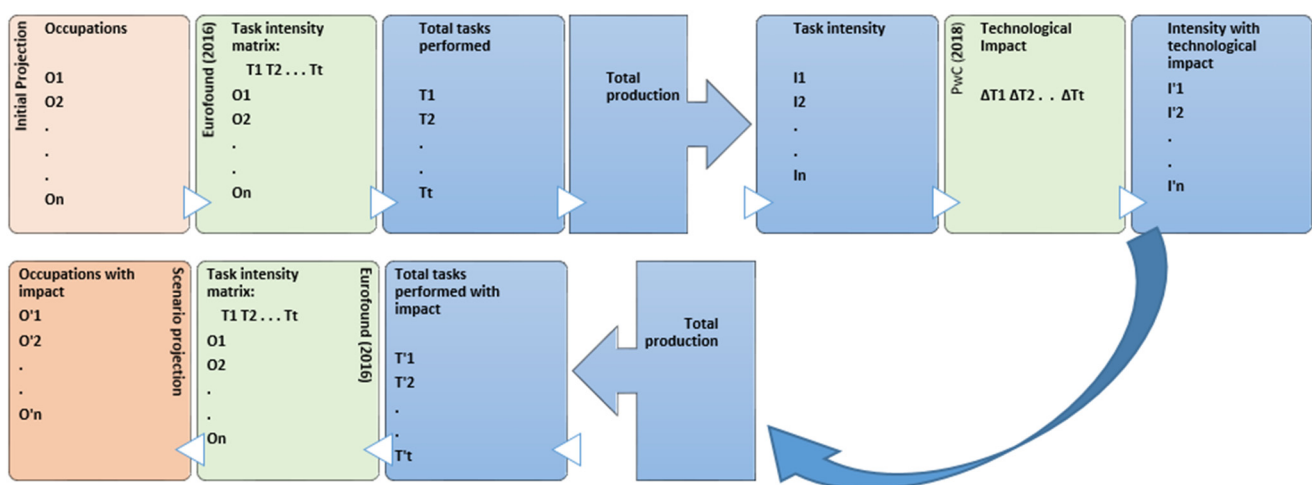 Initial Projection
Occupations
O1
O2
.
.
.
On
Eurofound (2016)
Task intensity
matrix:
T1 T2 . . . Tt
O1
O2
.
.
On
Total tasks
performed
T1
T2
.
.
Tt
Total
production
Task intensity
I1
I2
.
.
In
PwC (2018)
Technological
Impact
ΔT1 ΔT2 . . ΔTt
Intensity with
technological
impact
I'1
I'2
.
.
I'n
Occupations with
impact
O'1
O'2
.
.
O'n
Scenario projection
Task intensity
matrix:
T1 T2 . . . Tt
O1
O2
.
.
On
Eurofound (2016)
Total tasks
performed with
impact
T'1
T'2
.
.
T't
Total
production